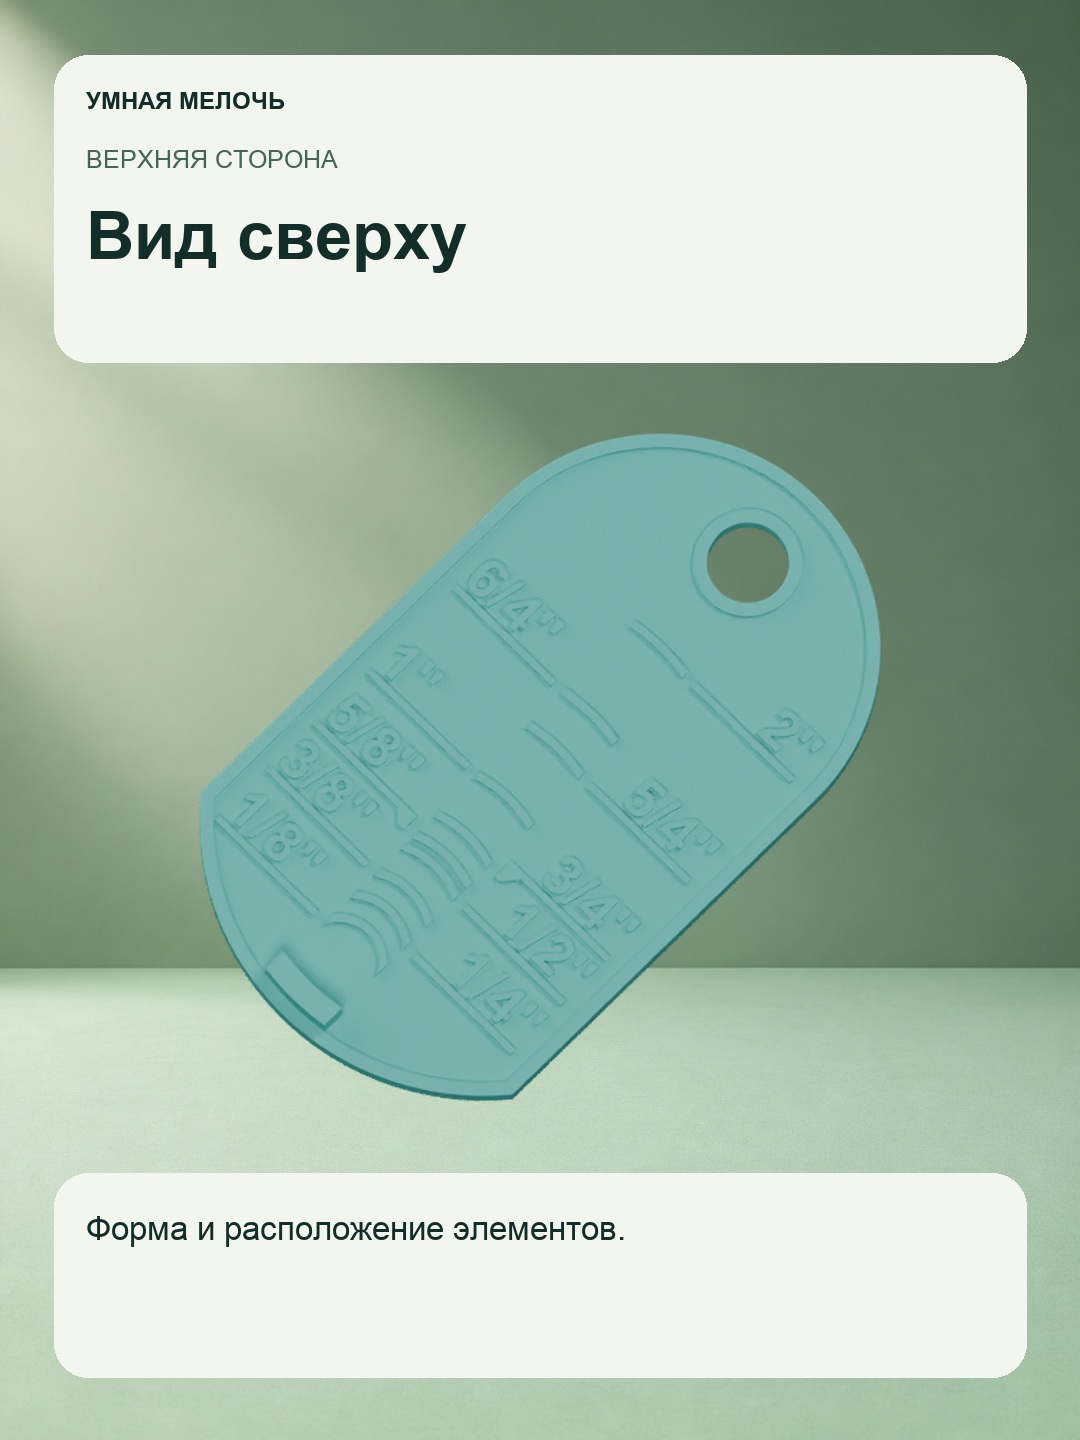 УМНАЯ МЕЛОЧЬ
ВЕРХНЯЯ СТОРОНА
Вид сверху
6/4"
1"
5/8"
3/8"
1/8"
2"
5/4"
3/4"
1/2"
1/4"
Форма и расположение элементов.